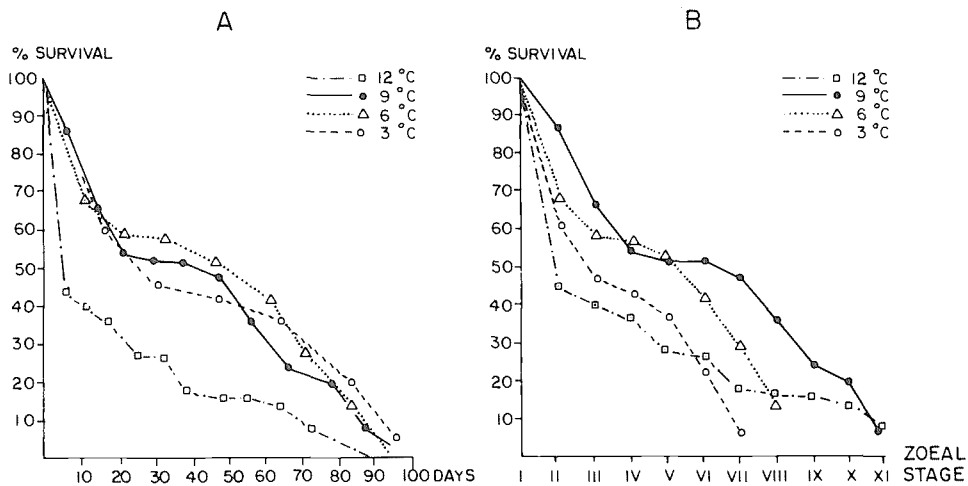 A
% SURVIVAL
12 °C
9 °C
6 °C
3 °C
100
90
80
70
60
50
40
30
20
10
10 20 30 40 50 60 70 80 90 100 DAYS
B
% SURVIVAL
12 °C
9 °C
6 °C
3 °C
100
90
80
70
60
50
40
30
20
10
I II III IV V VI VII VIII IX X XI
ZOEAL
STAGE